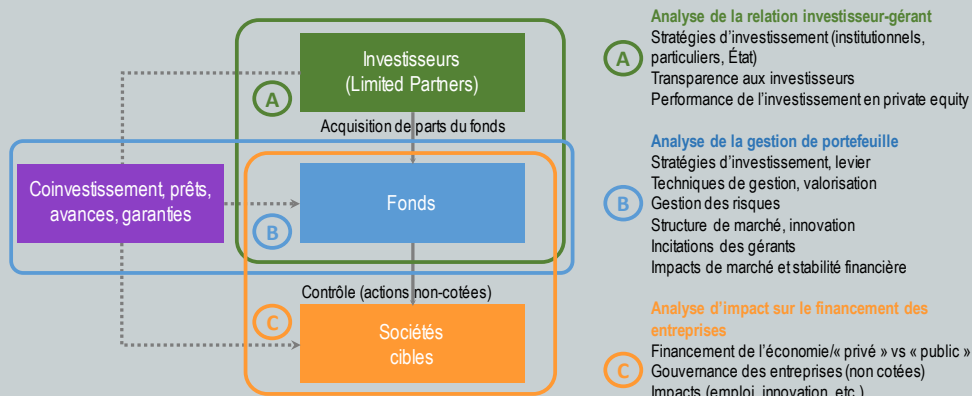 Investisseurs
(Limited Partners)
A
Acquisition de parts du fonds
Coinvestissement, prêts,
avances, garanties
Fonds
B
Contrôle (actions non-cotées)
C
Sociétés
cibles
Analyse de la relation investisseur-gérant
A
Stratégies d'investissement (institutionnels,
particuliers, État)
Transparence aux investisseurs
Performance de l'investissement en private equity
Analyse de la gestion de portefeuille
B
Stratégies d'investissement, levier
Techniques de gestion, valorisation
Gestion des risques
Structure de marché, innovation
Incitations des gérants
Impacts de marché et stabilité financière
Analyse d'impact sur le financement des
entreprises
C
Financement de l'économie/« privé » vs « public »
Gouvernance des entreprises (non cotées)
Impacts (emploi, innovation, etc.)